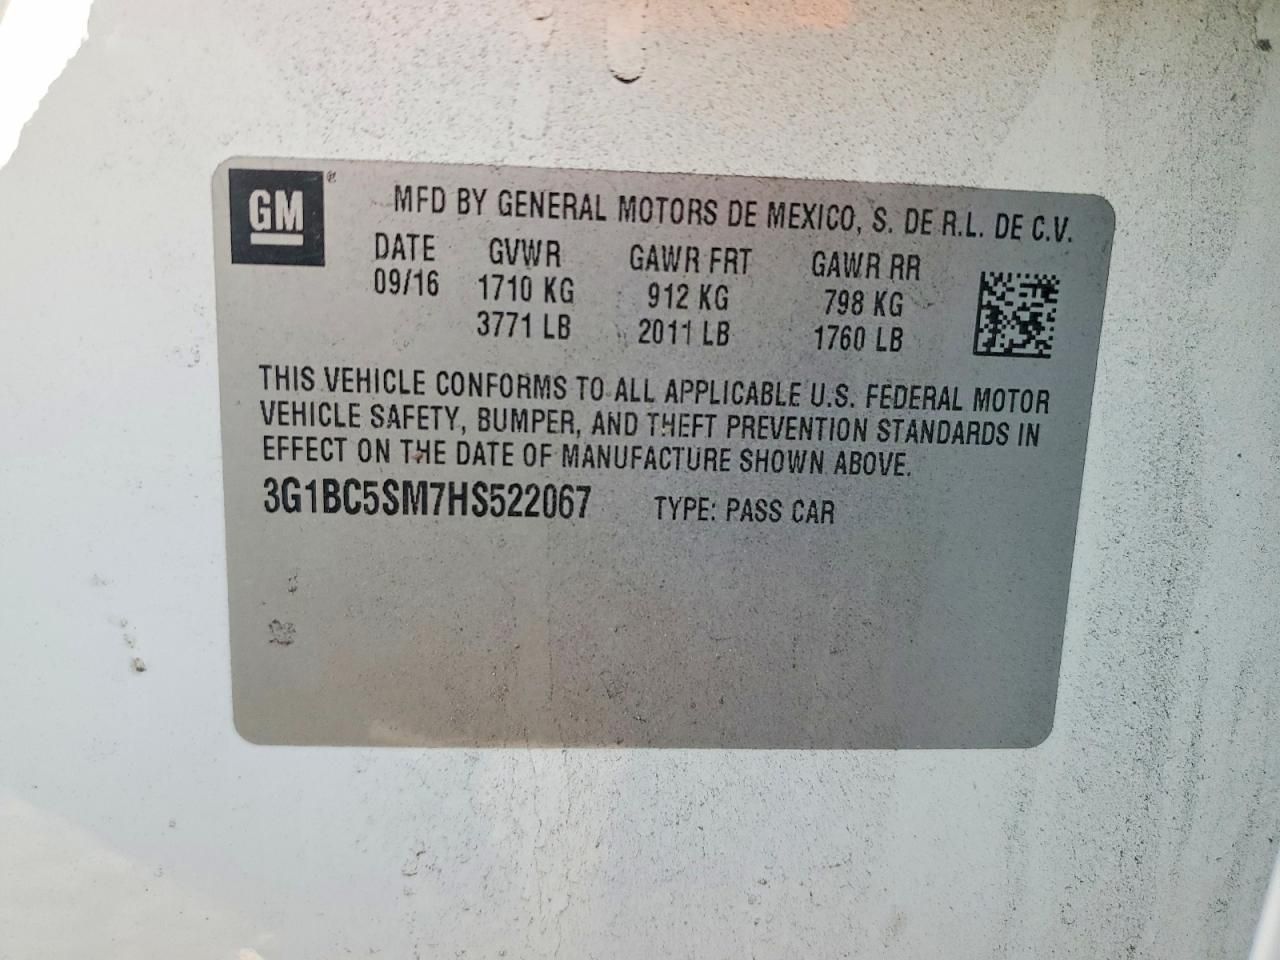 GM ®
MFD BY GENERAL MOTORS DE MEXICO, S. DE R.L. DE C.V.
DATE GVWR GAWR FRT GAWR RR
09/16 1710 KG 912 KG 798 KG
3771 LB 2011 LB 1760 LB
THIS VEHICLE CONFORMS TO ALL APPLICABLE U.S. FEDERAL MOTOR
VEHICLE SAFETY, BUMPER, AND THEFT PREVENTION STANDARDS IN
EFFECT ON THE DATE OF MANUFACTURE SHOWN ABOVE.
3G1BC5SM7HS522067 TYPE: PASS CAR